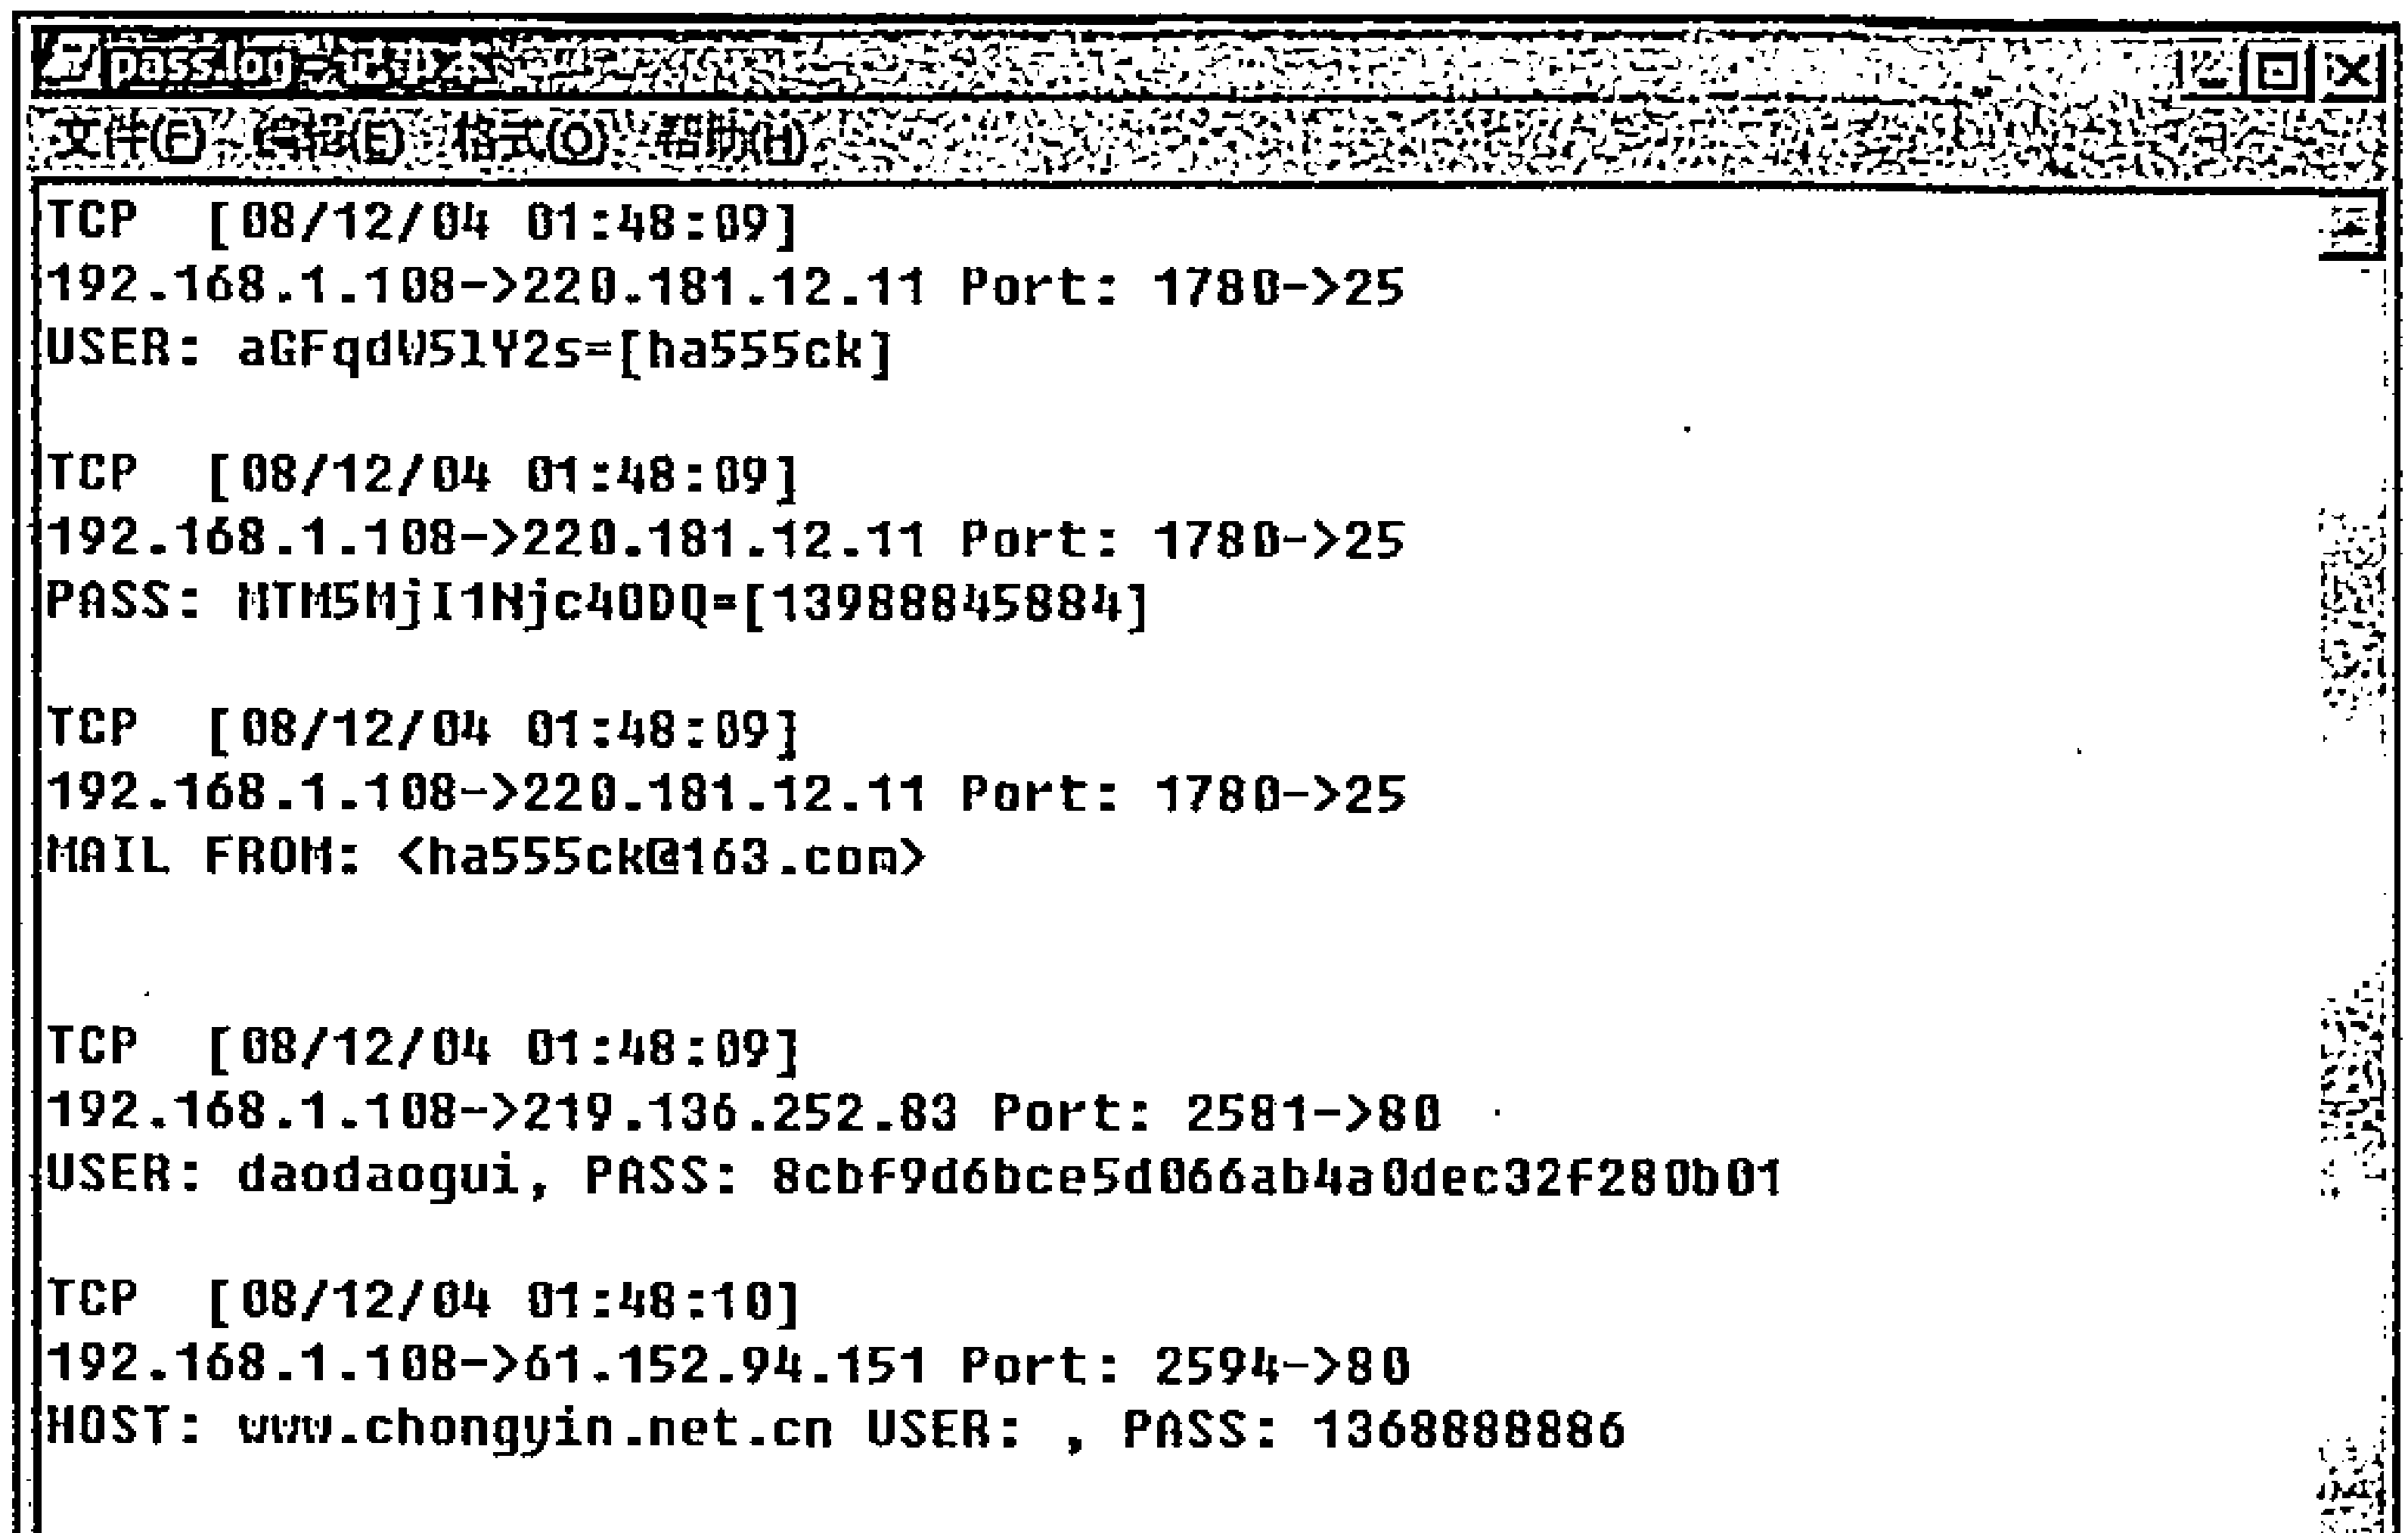 pass.log - 记事本
文件(F) 编辑(E) 格式(O) 帮助(H)
TCP [08/12/04 01:48:09]
192.168.1.108->220.181.12.11 Port: 1780->25
USER: aGFqdW5lY2s=[ha555ck]
TCP [08/12/04 01:48:09]
192.168.1.108->220.181.12.11 Port: 1780->25
PASS: MTM5MjI1Njc4ODQ=[13988845884]
TCP [08/12/04 01:48:09]
192.168.1.108->220.181.12.11 Port: 1780->25
MAIL FROM: <ha555ck@163.com>
TCP [08/12/04 01:48:09]
192.168.1.108->219.136.252.83 Port: 2581->80
USER: daodaogui, PASS: 8cbf9d6bce5d066ab4a0dec32f280b01
TCP [08/12/04 01:48:10]
192.168.1.108->61.152.94.151 Port: 2594->80
HOST: www.chongyin.net.cn USER: , PASS: 1368888886